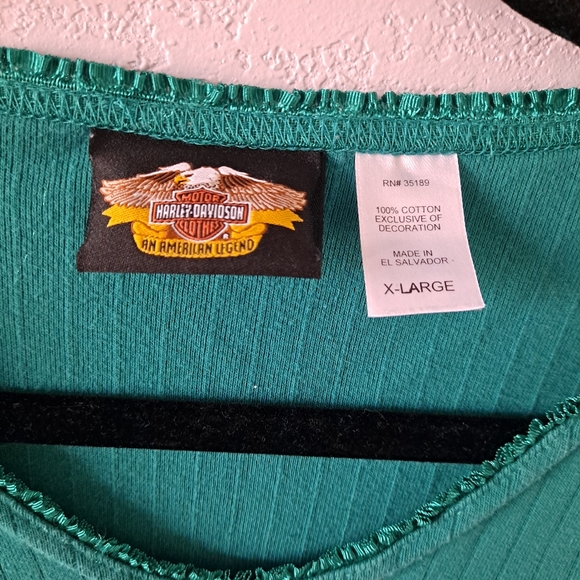 MOTOR
HARLEY-DAVIDSON
CLOTHES
AN AMERICAN LEGEND
RN# 35189
100% COTTON
EXCLUSIVE OF
DECORATION
MADE IN
EL SALVADOR
X-LARGE